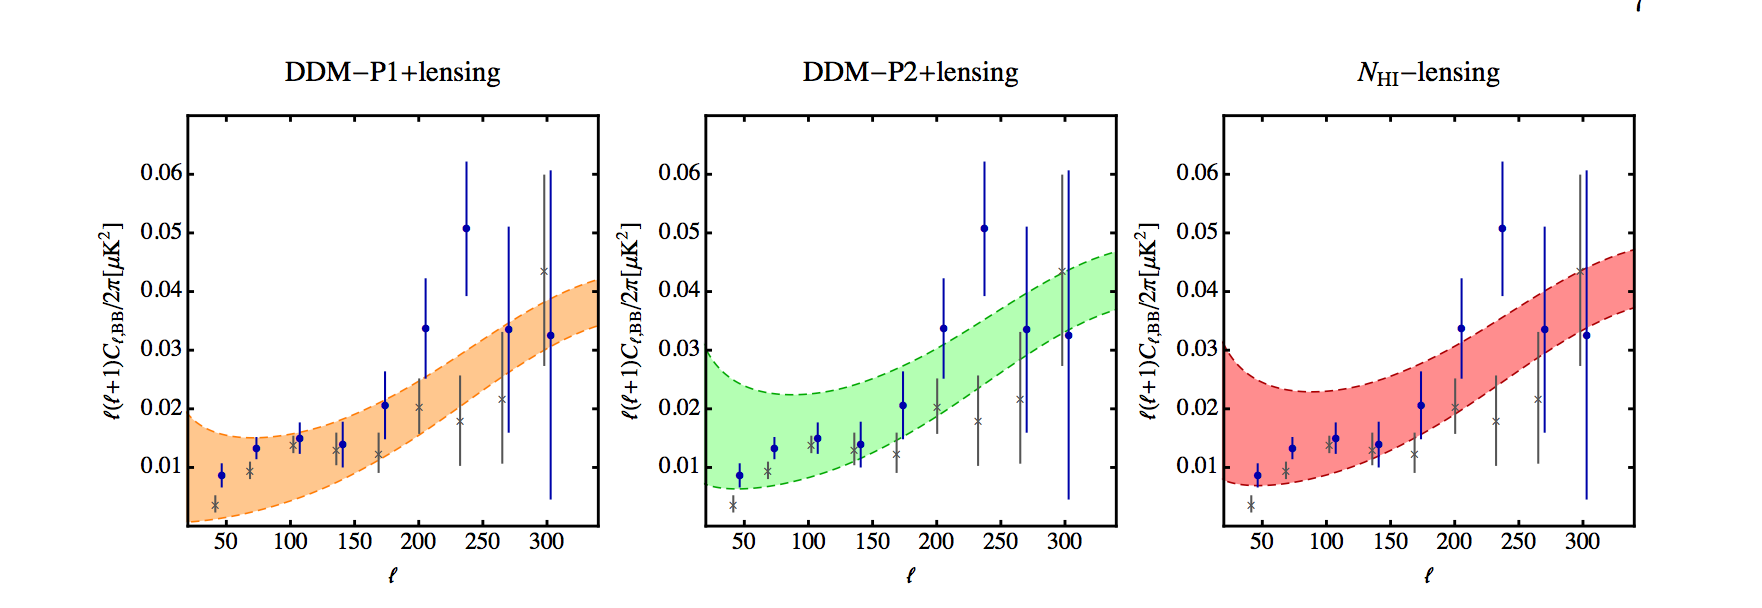 DDM−P1+lensing
DDM−P2+lensing
N_HI−lensing
ℓ(ℓ+1)C_ℓ,BB/2π[μK²]
0.06
0.05
0.04
0.03
0.02
0.01
50 100 150 200 250 300
ℓ
ℓ(ℓ+1)C_ℓ,BB/2π[μK²]
0.06
0.05
0.04
0.03
0.02
0.01
50 100 150 200 250 300
ℓ
ℓ(ℓ+1)C_ℓ,BB/2π[μK²]
0.06
0.05
0.04
0.03
0.02
0.01
50 100 150 200 250 300
ℓ